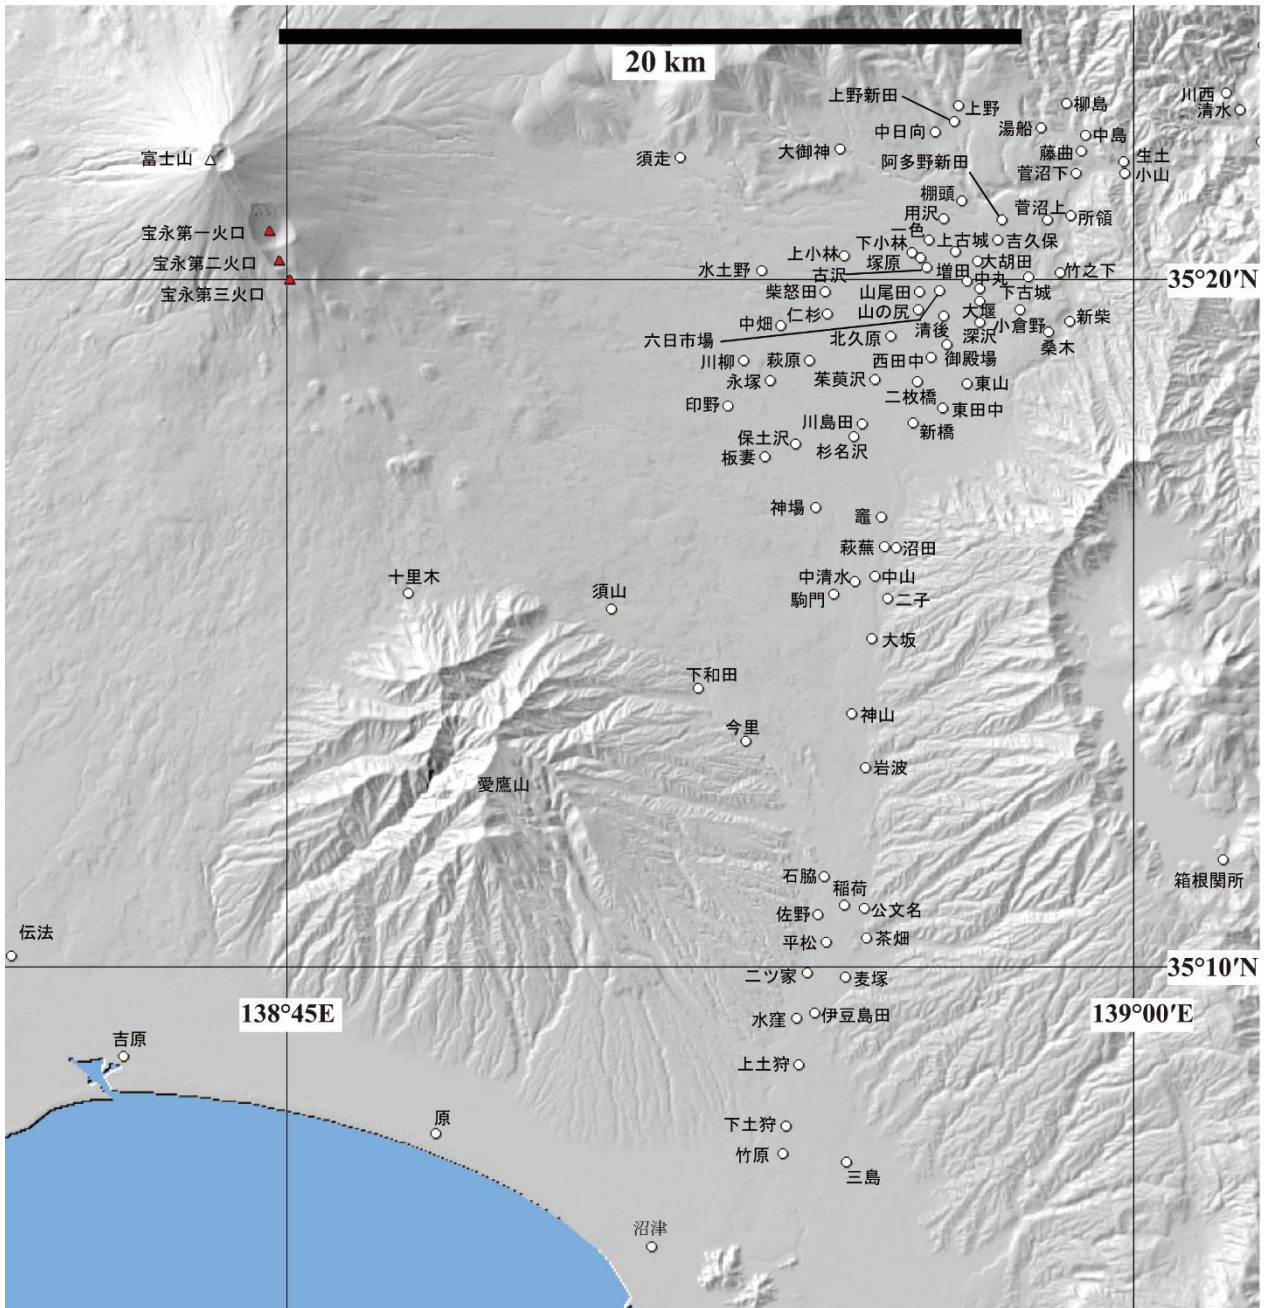 20 km
川西
清水
上野新田
上野
柳島
中日向
湯船
中島
富士山
須走
大御神
藤曲
生土
阿多野新田
菅沼下
小山
棚頭
用沢
菅沼上
所領
宝永第一火口
一色
下小林
上古城
吉久保
上小林
宝永第二火口
水土野
古沢
塚原
増田
大胡田
中丸
竹之下
35°20′N
宝永第三火口
柴怒田
山尾田
下古城
仁杉
山の尻
大堰
中畑
六日市場
清後
深沢
小倉野
新柴
北久原
桑木
川柳
萩原
西田中
御殿場
永塚
茱萸沢
二枚橋
東山
印野
東田中
川島田
新橋
保土沢
杉名沢
板妻
神場
竈
萩蕪
沼田
十里木
須山
中清水
中山
駒門
二子
大坂
下和田
神山
今里
岩波
愛鷹山
石脇
稲荷
箱根関所
佐野
公文名
伝法
平松
茶畑
35°10′N
二ツ家
麦塚
138°45E
139°00′E
水窪
伊豆島田
吉原
上土狩
原
下土狩
竹原
三島
沼津